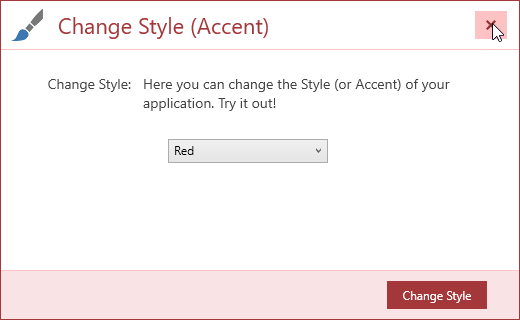 Change Style (Accent)
Change Style: Here you can change the Style (or Accent) of your
application. Try it out!
Red
Change Style